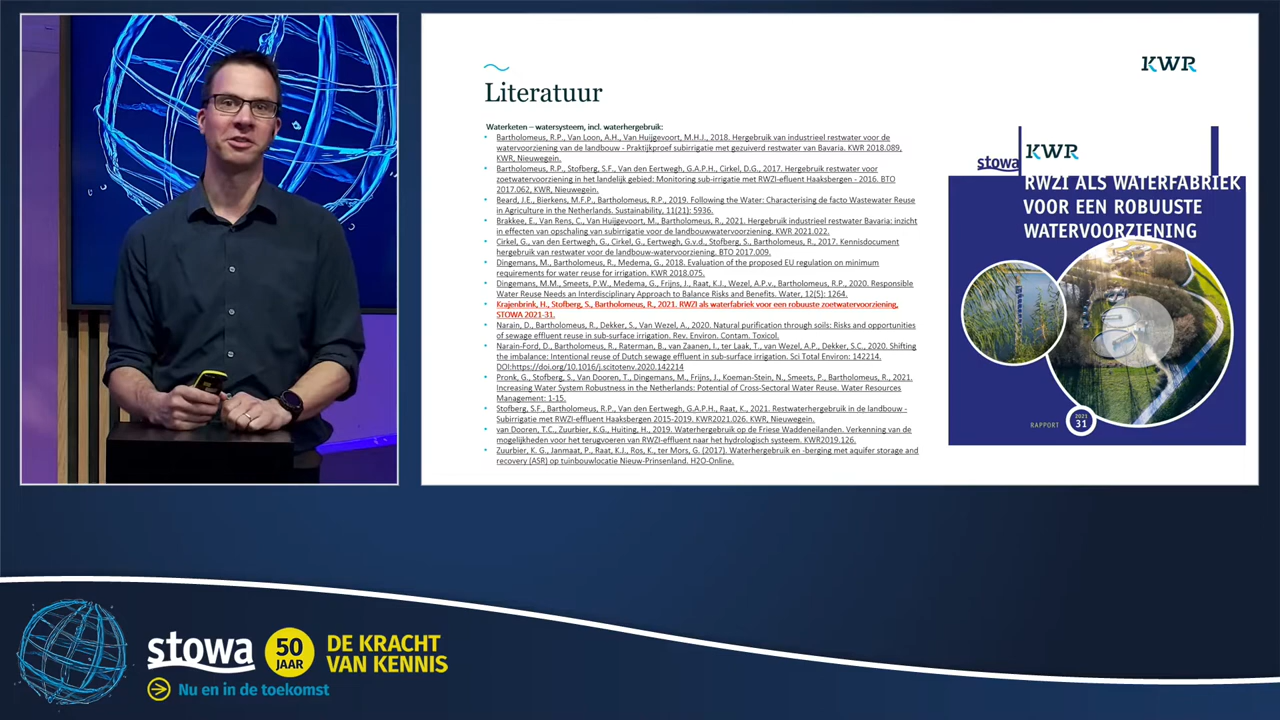 KWR
Literatuur
Waterketen – watersysteem, incl. waterhergebruik:
• Bartholomeus, R.P., Van Loon, A.H., Van Huijgevoort, M.H.J., 2018. Hergebruik van industrieel restwater voor de
watervoorziening van de landbouw - Praktijkproef subirrigatie met gezuiverd restwater van Bavaria. KWR 2018.089,
KWR, Nieuwegein.
• Bartholomeus, R.P., Stofberg, S.F., Van den Eertwegh, G.A.P.H., Cirkel, D.G., 2017. Hergebruik restwater voor
zoetwatervoorziening in het landelijk gebied: Monitoring sub-irrigatie met RWZI-effluent Haaksbergen - 2016. BTO
2017.062, KWR, Nieuwegein.
• Beard, J.E., Bierkens, M.F.P., Bartholomeus, R.P., 2019. Following the Water: Characterising de facto Wastewater Reuse
in Agriculture in the Netherlands. Sustainability, 11(21): 5936.
• Brakkee, E., Van Rens, C., Van Huijgevoort, M., Bartholomeus, R., 2021. Hergebruik industrieel restwater Bavaria: inzicht
in effecten van opschaling van subirrigatie voor de landbouwwatervoorziening. KWR 2021.022.
• Cirkel, G., van den Eertwegh, G., Cirkel, G., Eertwegh, G.v.d., Stofberg, S., Bartholomeus, R., 2017. Kennisdocument
hergebruik van restwater voor de landbouw-watervoorziening. BTO 2017.009.
• Dingemans, M., Bartholomeus, R., Medema, G., 2018. Evaluation of the proposed EU regulation on minimum
requirements for water reuse for irrigation. KWR 2018.075.
• Dingemans, M.M., Smeets, P.W., Medema, G., Frijns, J., Raat, K.J., Wezel, A.P.v., Bartholomeus, R.P., 2020. Responsible
Water Reuse Needs an Interdisciplinary Approach to Balance Risks and Benefits. Water, 12(5): 1264.
• Krajenbrink, H., Stofberg, S., Bartholomeus, R., 2021. RWZI als waterfabriek voor een robuuste zoetwatervoorziening,
STOWA 2021-31.
• Narain, D., Bartholomeus, R., Dekker, S., Van Wezel, A., 2020. Natural purification through soils: Risks and opportunities
of sewage effluent reuse in sub-surface irrigation. Rev. Environ. Contam. Toxicol.
• Narain-Ford, D., Bartholomeus, R., Raterman, B., van Zaanen, I., ter Laak, T., van Wezel, A.P., Dekker, S.C., 2020. Shifting
the imbalance: Intentional reuse of Dutch sewage effluent in sub-surface irrigation. Sci Total Environ: 142214.
DOI:https://doi.org/10.1016/j.scitotenv.2020.142214
• Pronk, G., Stofberg, S., Van Dooren, T., Dingemans, M., Frijns, J., Koeman-Stein, N., Smeets, P., Bartholomeus, R., 2021.
Increasing Water System Robustness in the Netherlands: Potential of Cross-Sectoral Water Reuse. Water Resources
Management: 1-15.
• Stofberg, S.F., Bartholomeus, R.P., Van den Eertwegh, G.A.P.H., Raat, K., 2021. Restwaterhergebruik in de landbouw -
Subirrigatie met RWZI-effluent Haaksbergen 2015-2019. KWR2021.026. KWR, Nieuwegein.
• van Dooren, T.C., Zuurbier, K.G., Huiting, H., 2019. Waterhergebruik op de Friese Waddeneilanden. Verkenning van de
mogelijkheden voor het terugvoeren van RWZI-effluent naar het hydrologisch systeem. KWR2019.126.
• Zuurbier, K. G., Janmaat, P., Raat, K.J., Ros, K., ter Mors, G. (2017). Waterhergebruik en -berging met aquifer storage and
recovery (ASR) op tuinbouwlocatie Nieuw-Prinsenland. H2O-Online.
stowa
KWR
RWZI ALS WATERFABRIEK
VOOR EEN ROBUUSTE
WATERVOORZIENING
RAPPORT
2021
31
stowa
50
JAAR
DE KRACHT
VAN KENNIS
Nu en in de toekomst